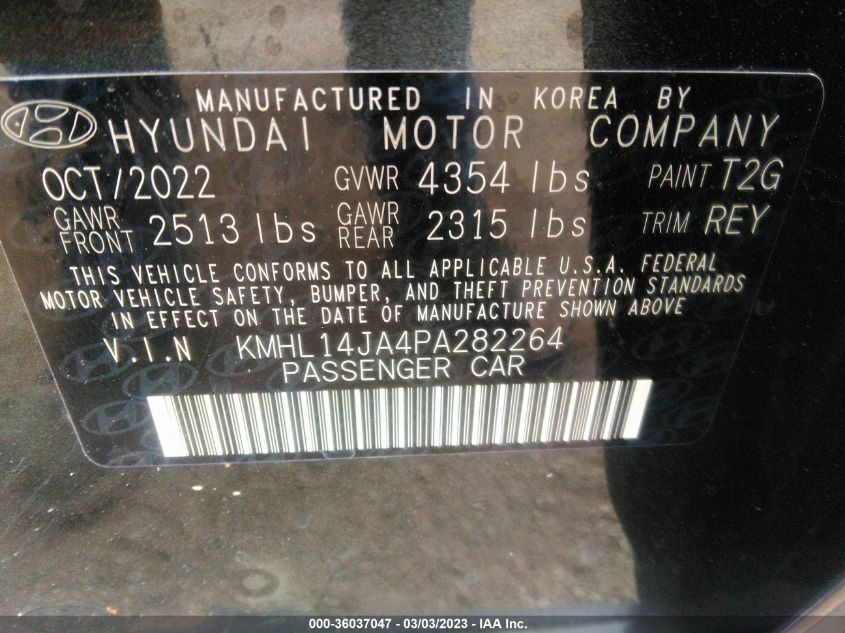 MANUFACTURED IN KOREA BY
HYUNDAI MOTOR COMPANY
OCT/2022 GVWR 4354 lbs PAINT T2G
GAWR FRONT 2513 lbs GAWR REAR 2315 lbs TRIM REY
THIS VEHICLE CONFORMS TO ALL APPLICABLE U.S.A. FEDERAL
MOTOR VEHICLE SAFETY, BUMPER, AND THEFT PREVENTION STANDARDS
IN EFFECT ON THE DATE OF MANUFACTURE SHOWN ABOVE
V.I.N KMHL14JA4PA282264
PASSENGER CAR
000-36037047 - 03/03/2023 - IAA Inc.